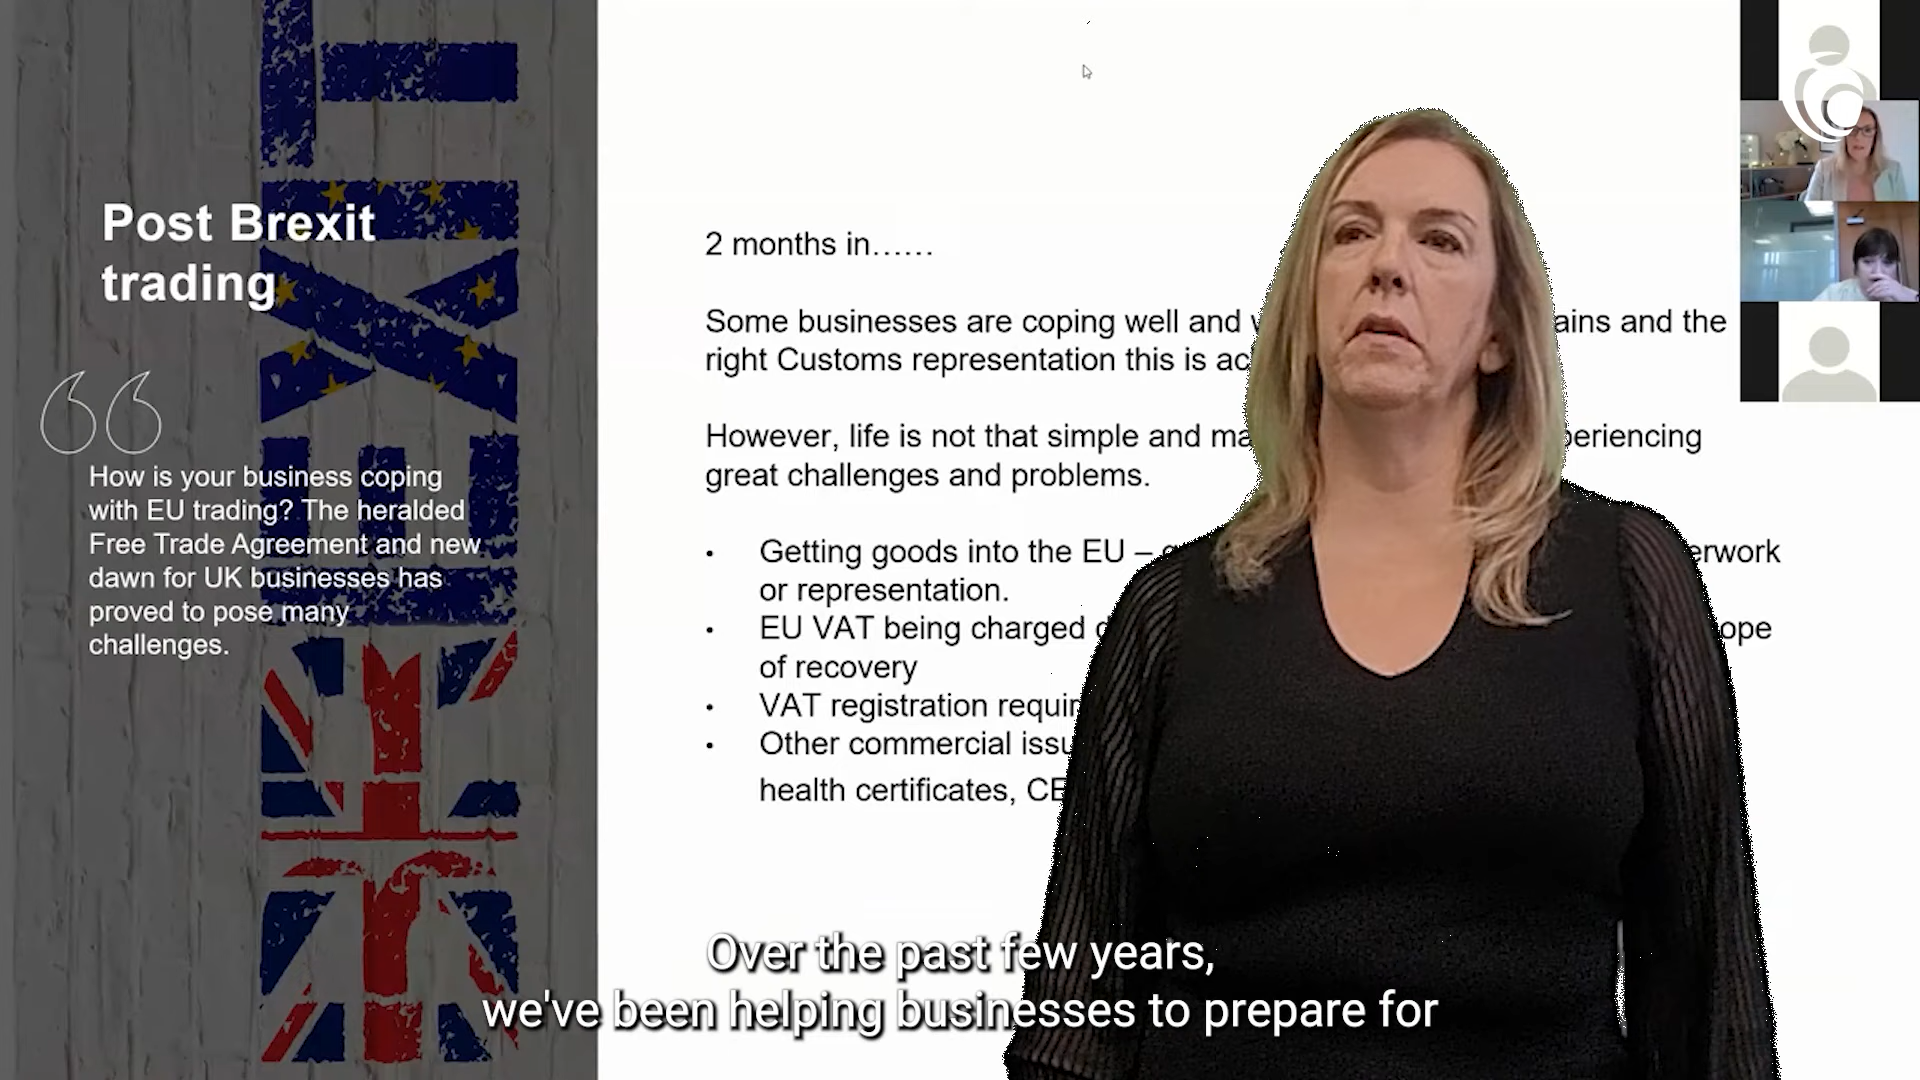 Post Brexit
trading
How is your business coping
with EU trading? The heralded
Free Trade Agreement and new
dawn for UK businesses has
proved to pose many
challenges.
BREXIT
2 months in......
Some businesses are coping well and
ains and the
right Customs representation this is
However, life is not that simple and
periencing
great challenges and problems.
• Getting goods into the EU –
erwork
or representation.
• EU VAT being charged
ope
of recovery
• VAT registration
• Other commercial
health certificates,
Over the past few years,
we've been helping businesses to prepare for